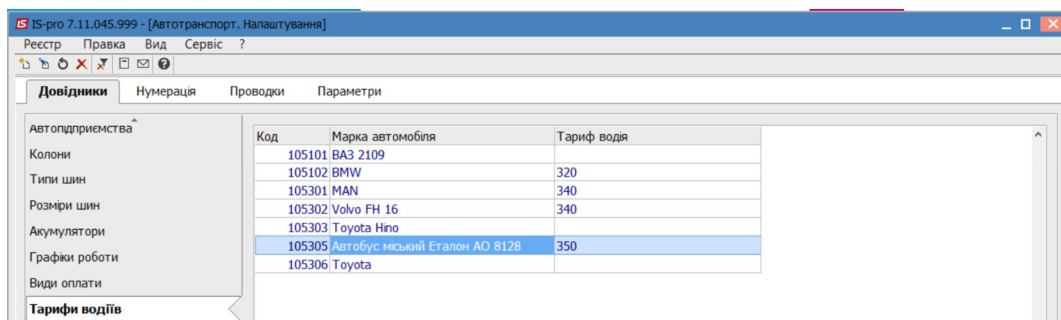 IS-pro 7.11.045.999 - [Автотранспорт. Налаштування]
Реєстр Правка Вид Сервіс ?
Довідники Нумерація Проводки Параметри
Автопідприємства
Колони
Типи шин
Розміри шин
Акумулятори
Графіки роботи
Види оплати
Тарифи водіїв
Код Марка автомобіля Тариф водія
105101 ВАЗ 2109
105102 BMW 320
105301 MAN 340
105302 Volvo FH 16 340
105303 Toyota Hino
105305 Автобус міський Еталон АО 8128 350
105306 Toyota